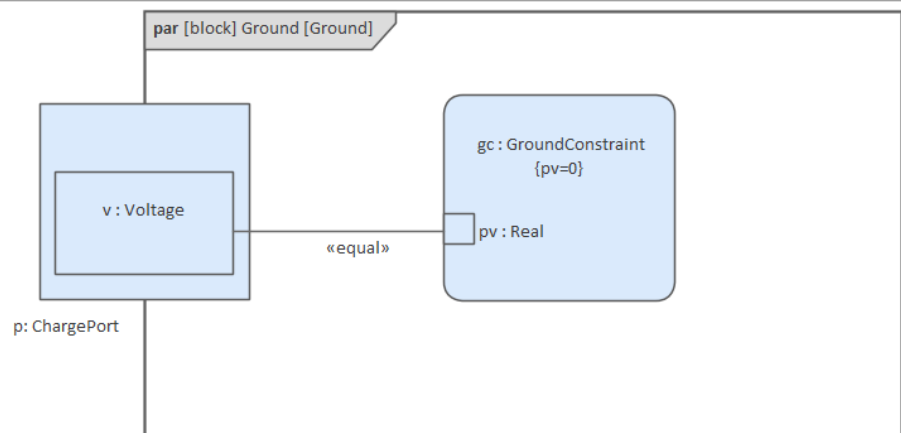 par [block] Ground [Ground]
gc : GroundConstraint
{pv=0}
v : Voltage
pv : Real
«equal»
p: ChargePort